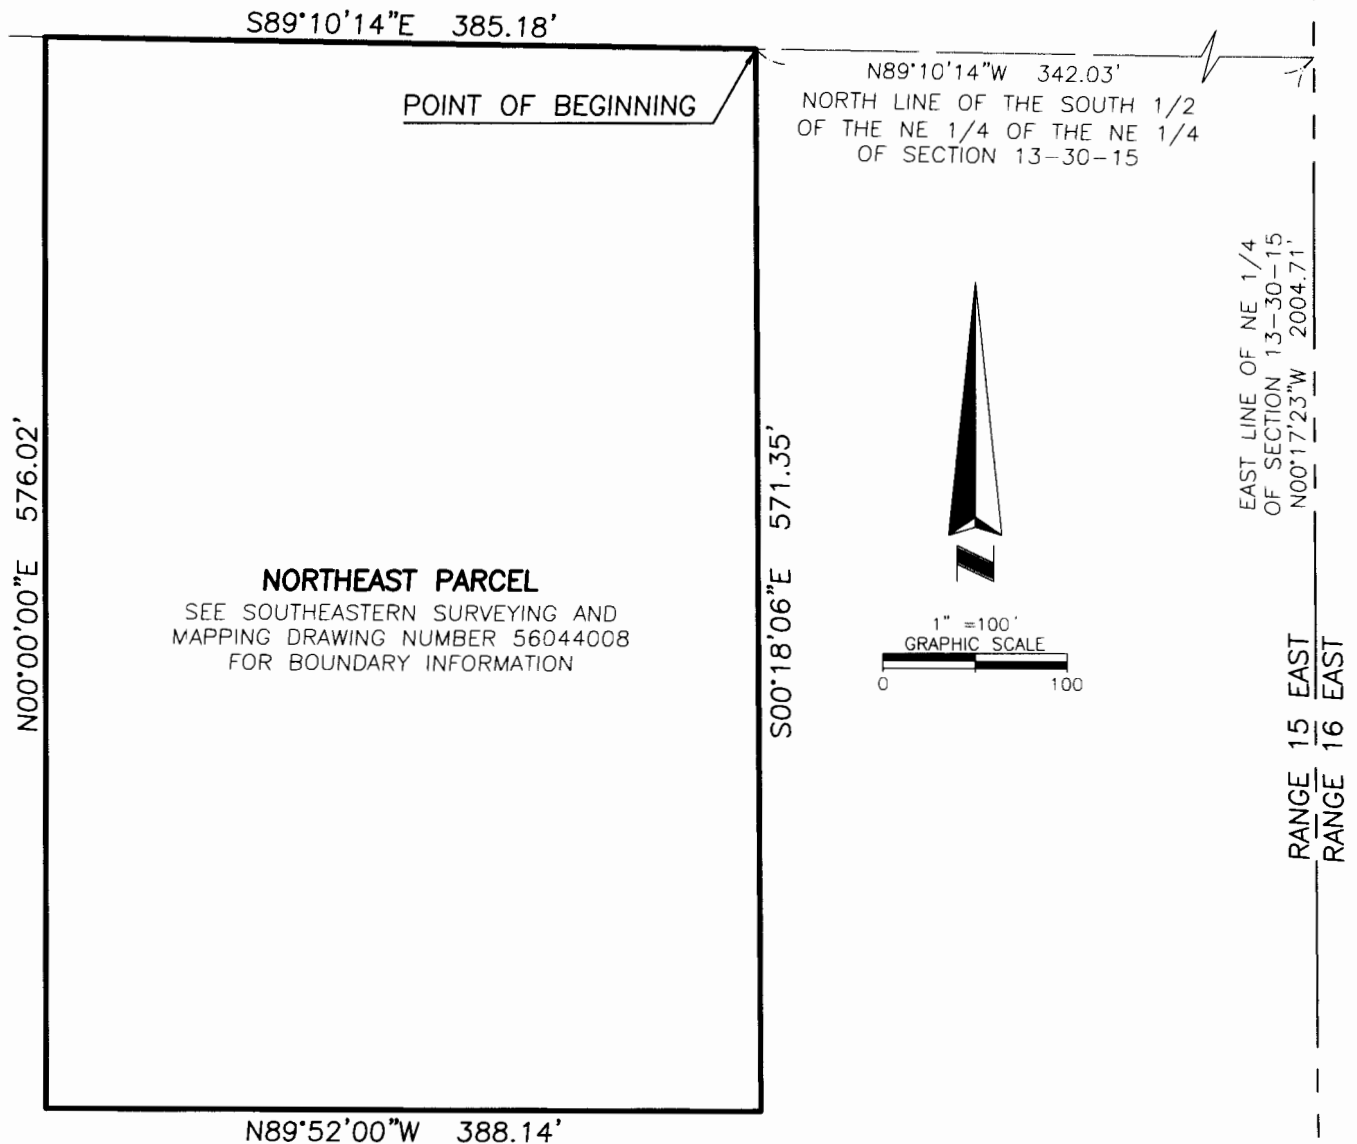 S89°10'14"E 385.18'
POINT OF BEGINNING
N89°10'14"W 342.03'
NORTH LINE OF THE SOUTH 1/2
OF THE NE 1/4 OF THE NE 1/4
OF SECTION 13-30-15
EAST LINE OF NE 1/4
OF SECTION 13-30-15
N00°17'23"W 2004.71'
N00°00'00"E 576.02'
S00°18'06"E 571.35'
NORTHEAST PARCEL
SEE SOUTHEASTERN SURVEYING AND
MAPPING DRAWING NUMBER 56044008
FOR BOUNDARY INFORMATION
N
1" =100'
GRAPHIC SCALE
0 100
RANGE 15 EAST
RANGE 16 EAST
N89°52'00"W 388.14'